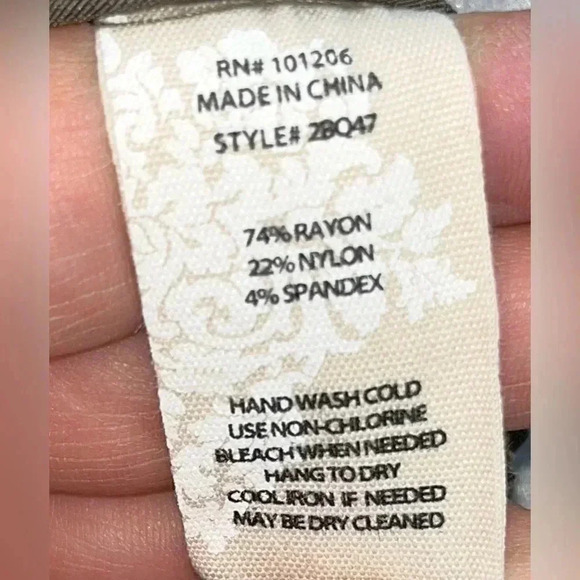 RN# 101206
MADE IN CHINA
STYLE# 2BQ47
74% RAYON
22% NYLON
4% SPANDEX
HAND WASH COLD
USE NON-CHLORINE
BLEACH WHEN NEEDED
HANG TO DRY
COOL IRON IF NEEDED
MAY BE DRY CLEANED